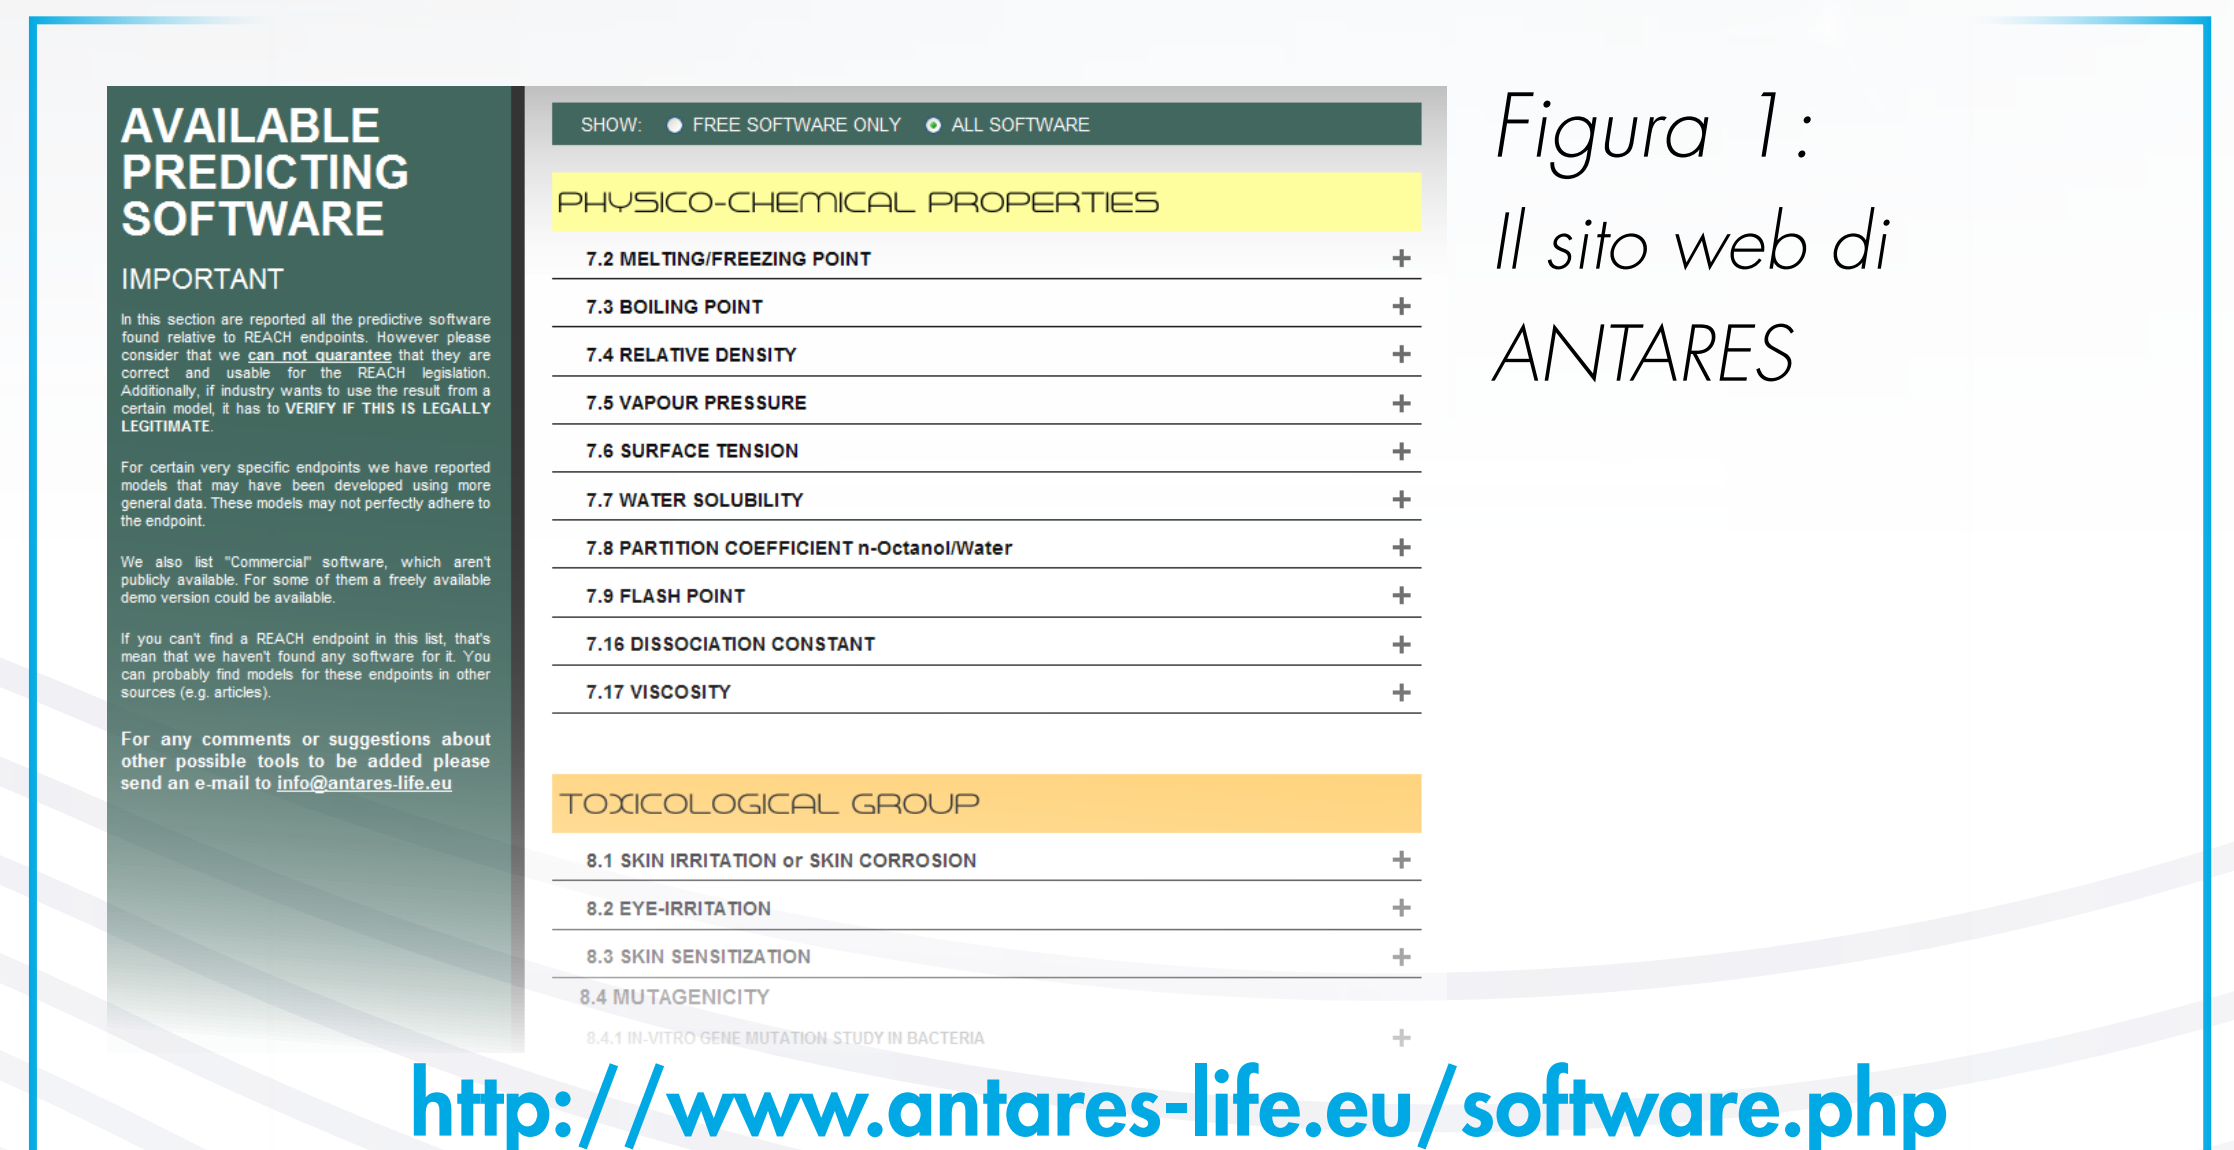 AVAILABLE
PREDICTING
SOFTWARE
IMPORTANT
In this section are reported all the predictive software
found relative to REACH endpoints. However please
consider that we can not quarantee that they are
correct and usable for the REACH legislation.
Additionally, if industry wants to use the result from a
certain model, it has to VERIFY IF THIS IS LEGALLY
LEGITIMATE.
For certain very specific endpoints we have reported
models that may have been developed using more
general data. These models may not perfectly adhere to
the endpoint.
We also list "Commercial" software, which aren't
publicly available. For some of them a freely available
demo version could be available.
If you can't find a REACH endpoint in this list, that's
mean that we haven't found any software for it. You
can probably find models for these endpoints in other
sources (e.g. articles).
For any comments or suggestions about
other possible tools to be added please
send an e-mail to info@antares-life.eu
SHOW: FREE SOFTWARE ONLY ALL SOFTWARE
PHYSICO-CHEMICAL PROPERTIES
7.2 MELTING/FREEZING POINT +
7.3 BOILING POINT +
7.4 RELATIVE DENSITY +
7.5 VAPOUR PRESSURE +
7.6 SURFACE TENSION +
7.7 WATER SOLUBILITY +
7.8 PARTITION COEFFICIENT n-Octanol/Water +
7.9 FLASH POINT +
7.16 DISSOCIATION CONSTANT +
7.17 VISCOSITY +
TOXICOLOGICAL GROUP
8.1 SKIN IRRITATION or SKIN CORROSION +
8.2 EYE-IRRITATION +
8.3 SKIN SENSITIZATION +
8.4 MUTAGENICITY
8.4.1 IN-VITRO GENE MUTATION STUDY IN BACTERIA +
Figura 1:
Il sito web di
ANTARES
http://www.antares-life.eu/software.php